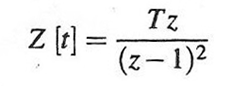 Z [t] = Tz / (z − 1)²